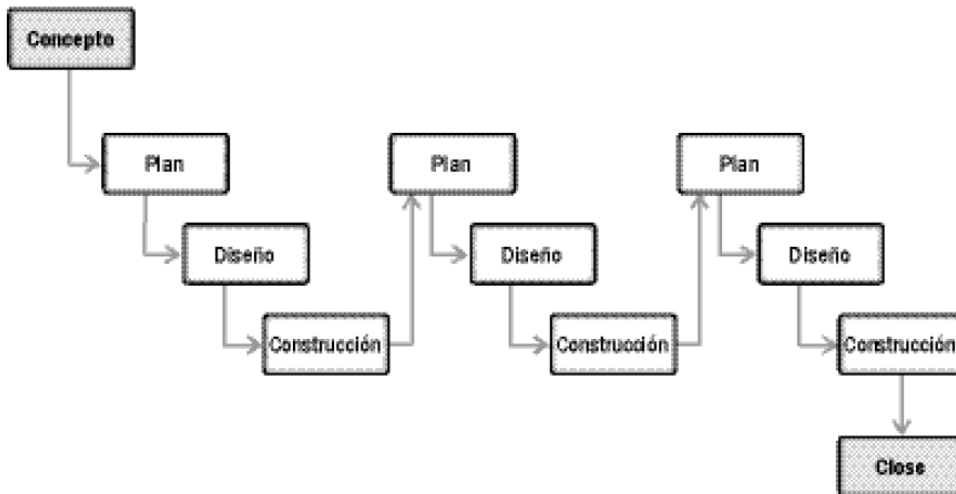 Concepto
Plan
Plan
Plan
Diseño
Diseño
Diseño
Construcción
Construcción
Construcción
Close